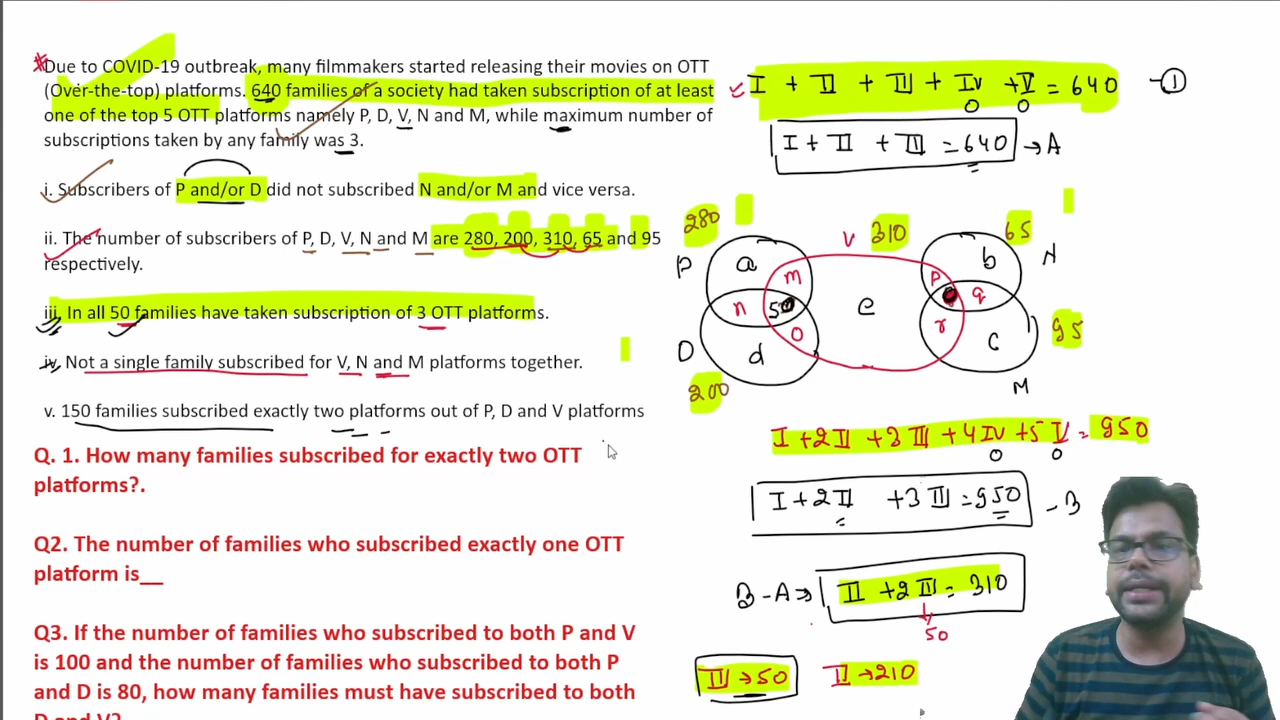 *Due to COVID-19 outbreak, many filmmakers started releasing their movies on OTT
(Over-the-top) platforms. 640 families of a society had taken subscription of at least
one of the top 5 OTT platforms namely P, D, V, N and M, while maximum number of
subscriptions taken by any family was 3.
i. Subscribers of P and/or D did not subscribed N and/or M and vice versa.
ii. The number of subscribers of P, D, V, N and M are 280, 200, 310, 65 and 95
respectively.
iii. In all 50 families have taken subscription of 3 OTT platforms.
iv. Not a single family subscribed for V, N and M platforms together.
v. 150 families subscribed exactly two platforms out of P, D and V platforms
Q. 1. How many families subscribed for exactly two OTT
platforms?.
Q2. The number of families who subscribed exactly one OTT
platform is__
Q3. If the number of families who subscribed to both P and V
is 100 and the number of families who subscribed to both P
and D is 80, how many families must have subscribed to both
D and V?
I + II + III + IV + V = 640 - ①
0 0
I + II + III = 640 → A
280 V 310 65
P a m p b N
n 50 e 0 q
D d o r c 95
200 M
I + 2II + 3III + 4IV + 5V = 950
0 0
I + 2II + 3III = 950 - B
B - A ⇒ II + 2III = 310
50
III → 50 II → 210